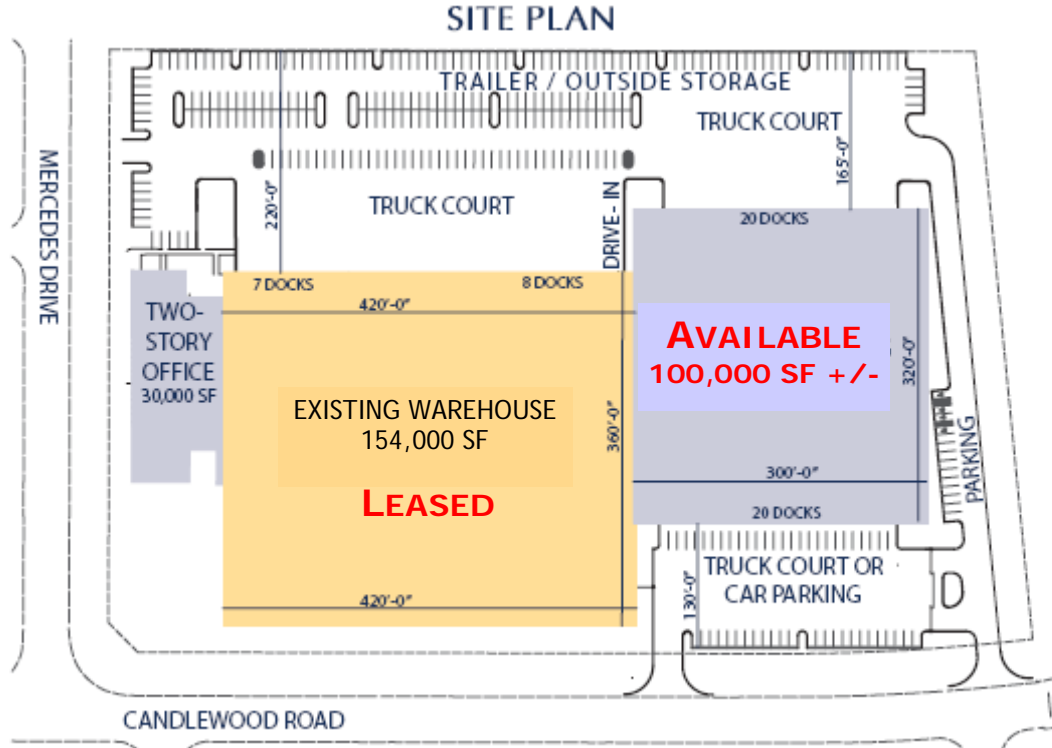 SITE PLAN
TRAILER / OUTSIDE STORAGE
TRUCK COURT
MERCEDES DRIVE
220'-0"
TRUCK COURT
DRIVE - IN
165'-0"
20 DOCKS
7 DOCKS
8 DOCKS
420'-0"
TWO-
STORY
OFFICE
30,000 SF
AVAILABLE
100,000 SF +/-
320'-0"
EXISTING WAREHOUSE
154,000 SF
360'-0"
LEASED
300'-0"
PARKING
20 DOCKS
TRUCK COURT OR
CAR PARKING
130'-0"
420'-0"
CANDLEWOOD ROAD